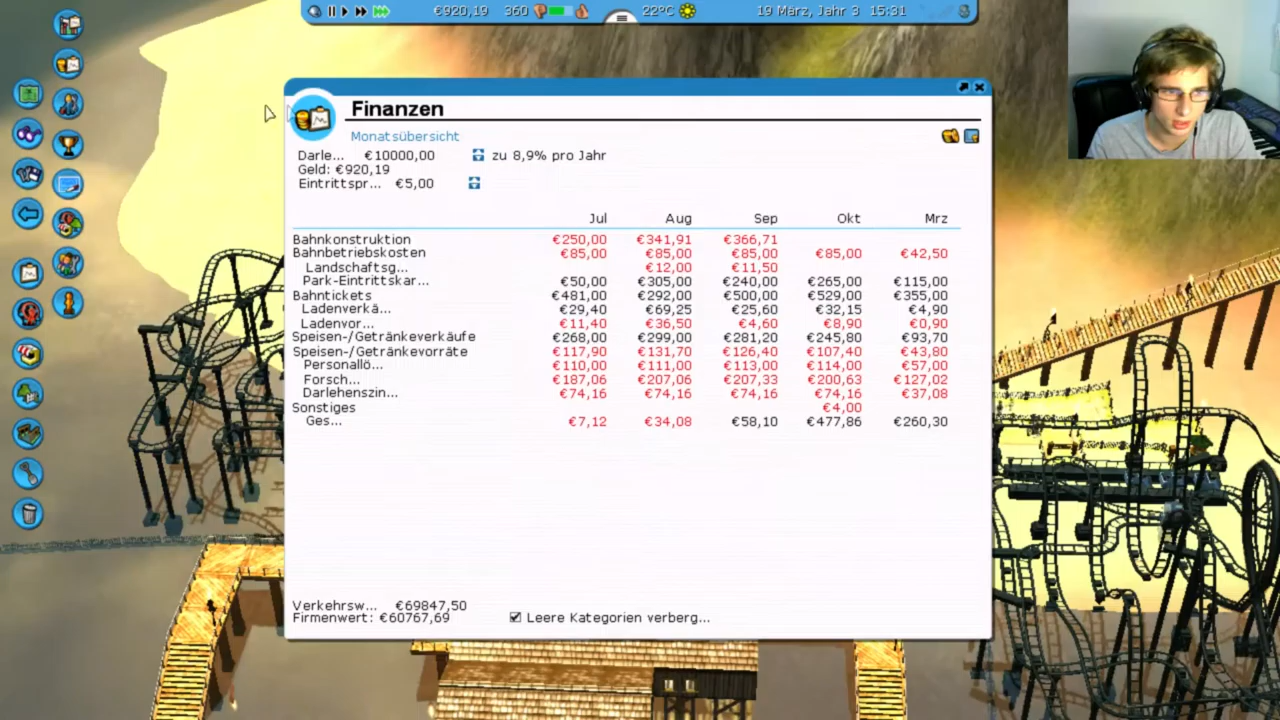 €920,19 360 22°C 19 März, Jahr 3 15:31
Finanzen
Monatsübersicht
Darle... €10000,00 zu 8,9% pro Jahr
Geld: €920,19
Eintrittspr... €5,00
Jul Aug Sep Okt Mrz
Bahnkonstruktion €250,00 €341,91 €366,71
Bahnbetriebskosten €85,00 €85,00 €85,00 €85,00 €42,50
Landschaftsg... €12,00 €11,50
Park-Eintrittskar... €50,00 €305,00 €240,00 €265,00 €115,00
Bahntickets €481,00 €292,00 €500,00 €529,00 €355,00
Ladenverkä... €29,40 €69,25 €25,60 €32,15 €4,90
Ladenvor... €11,40 €36,50 €4,60 €8,90 €0,90
Speisen-/Getränkeverkäufe €268,00 €299,00 €281,20 €245,80 €93,70
Speisen-/Getränkevorräte €117,90 €131,70 €126,40 €107,40 €43,80
Personallö... €110,00 €111,00 €113,00 €114,00 €57,00
Forsch... €187,06 €207,06 €207,33 €200,63 €127,02
Darlehenszin... €74,16 €74,16 €74,16 €74,16 €37,08
Sonstiges €4,00
Ges... €7,12 €34,08 €58,10 €477,86 €260,30
Verkehrsw... €69847,50
Firmenwert: €60767,69
Leere Kategorien verberg...